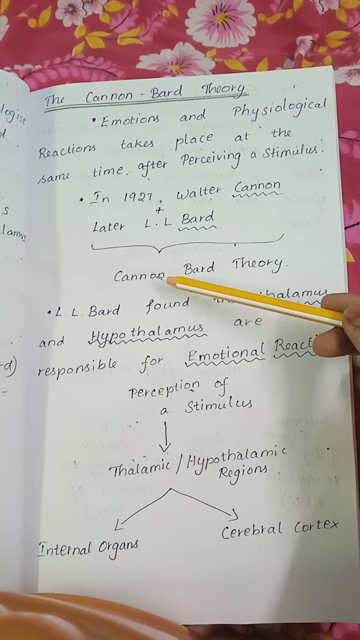 The Cannon-Bard Theory
• Emotions and Physiological
Reactions takes place at the
same time. after Perceiving a Stimulus.
• In 1927, Walter Cannon
+
Later L.L Bard
Cannon Bard Theory.
• L.L. Bard found thalamus
and Hypothalamus are
responsible for Emotional
Perception of
a Stimulus
Thalamic / Hypothalamic
Regions
Internal Organs
Cerebral Cortex